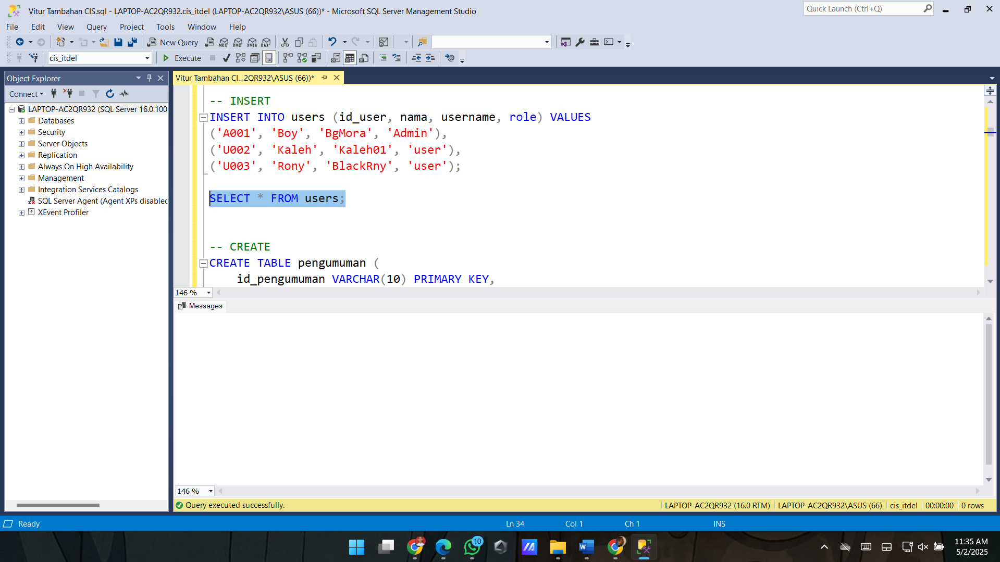 Vitur Tambahan CIS.sql - LAPTOP-AC2QR932.cis_itdel (LAPTOP-AC2QR932\ASUS (66))* - Microsoft SQL Server Management Studio
Quick Launch (Ctrl+Q)
File Edit View Query Project Tools Window Help
New Query
MDX DMX XMLA DAX
cis_itdel
Execute
Object Explorer
Vitur Tambahan CI...2QR932\ASUS (66))*
Connect
LAPTOP-AC2QR932 (SQL Server 16.0.100
Databases
Security
Server Objects
Replication
Always On High Availability
Management
Integration Services Catalogs
SQL Server Agent (Agent XPs disablec
XEvent Profiler
-- INSERT
INSERT INTO users (id_user, nama, username, role) VALUES
('A001', 'Boy', 'BgMora', 'Admin'),
('U002', 'Kaleh', 'Kaleh01', 'user'),
('U003', 'Rony', 'BlackRny', 'user');
SELECT * FROM users;
-- CREATE
CREATE TABLE pengumuman (
id_pengumuman VARCHAR(10) PRIMARY KEY,
146 %
Messages
146 %
Query executed successfully.
LAPTOP-AC2QR932 (16.0 RTM) LAPTOP-AC2QR932\ASUS (66) cis_itdel 00:00:00 0 rows
Ready
Ln 34 Col 1 Ch 1 INS
10
11:35 AM
5/2/2025